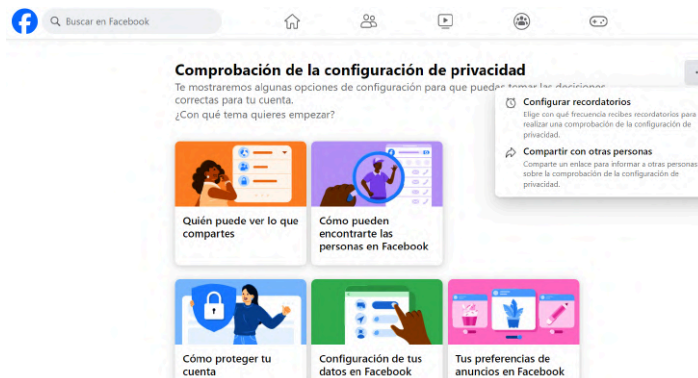 Buscar en Facebook
Comprobación de la configuración de privacidad
Te mostraremos algunas opciones de configuración para que puedas tomar las decisiones
correctas para tu cuenta.
¿Con qué tema quieres empezar?
Configurar recordatorios
Elige con qué frecuencia recibes recordatorios para
realizar una comprobación de la configuración de
privacidad.
Compartir con otras personas
Comparte un enlace para informar a otras personas
sobre la comprobación de la configuración de
privacidad.
Quién puede ver lo que
compartes
Cómo pueden
encontrarte las
personas en Facebook
Cómo proteger tu
cuenta
Configuración de tus
datos en Facebook
Tus preferencias de
anuncios en Facebook